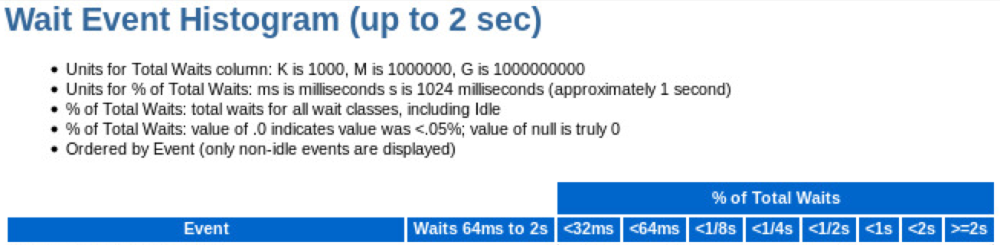 Wait Event Histogram (up to 2 sec)
Units for Total Waits column: K is 1000, M is 1000000, G is 1000000000
Units for % of Total Waits: ms is milliseconds s is 1024 milliseconds (approximately 1 second)
% of Total Waits: total waits for all wait classes, including Idle
% of Total Waits: value of .0 indicates value was <.05%; value of null is truly 0
Ordered by Event (only non-idle events are displayed)
% of Total Waits
Event Waits 64ms to 2s <32ms <64ms <1/8s <1/4s <1/2s <1s <2s >=2s